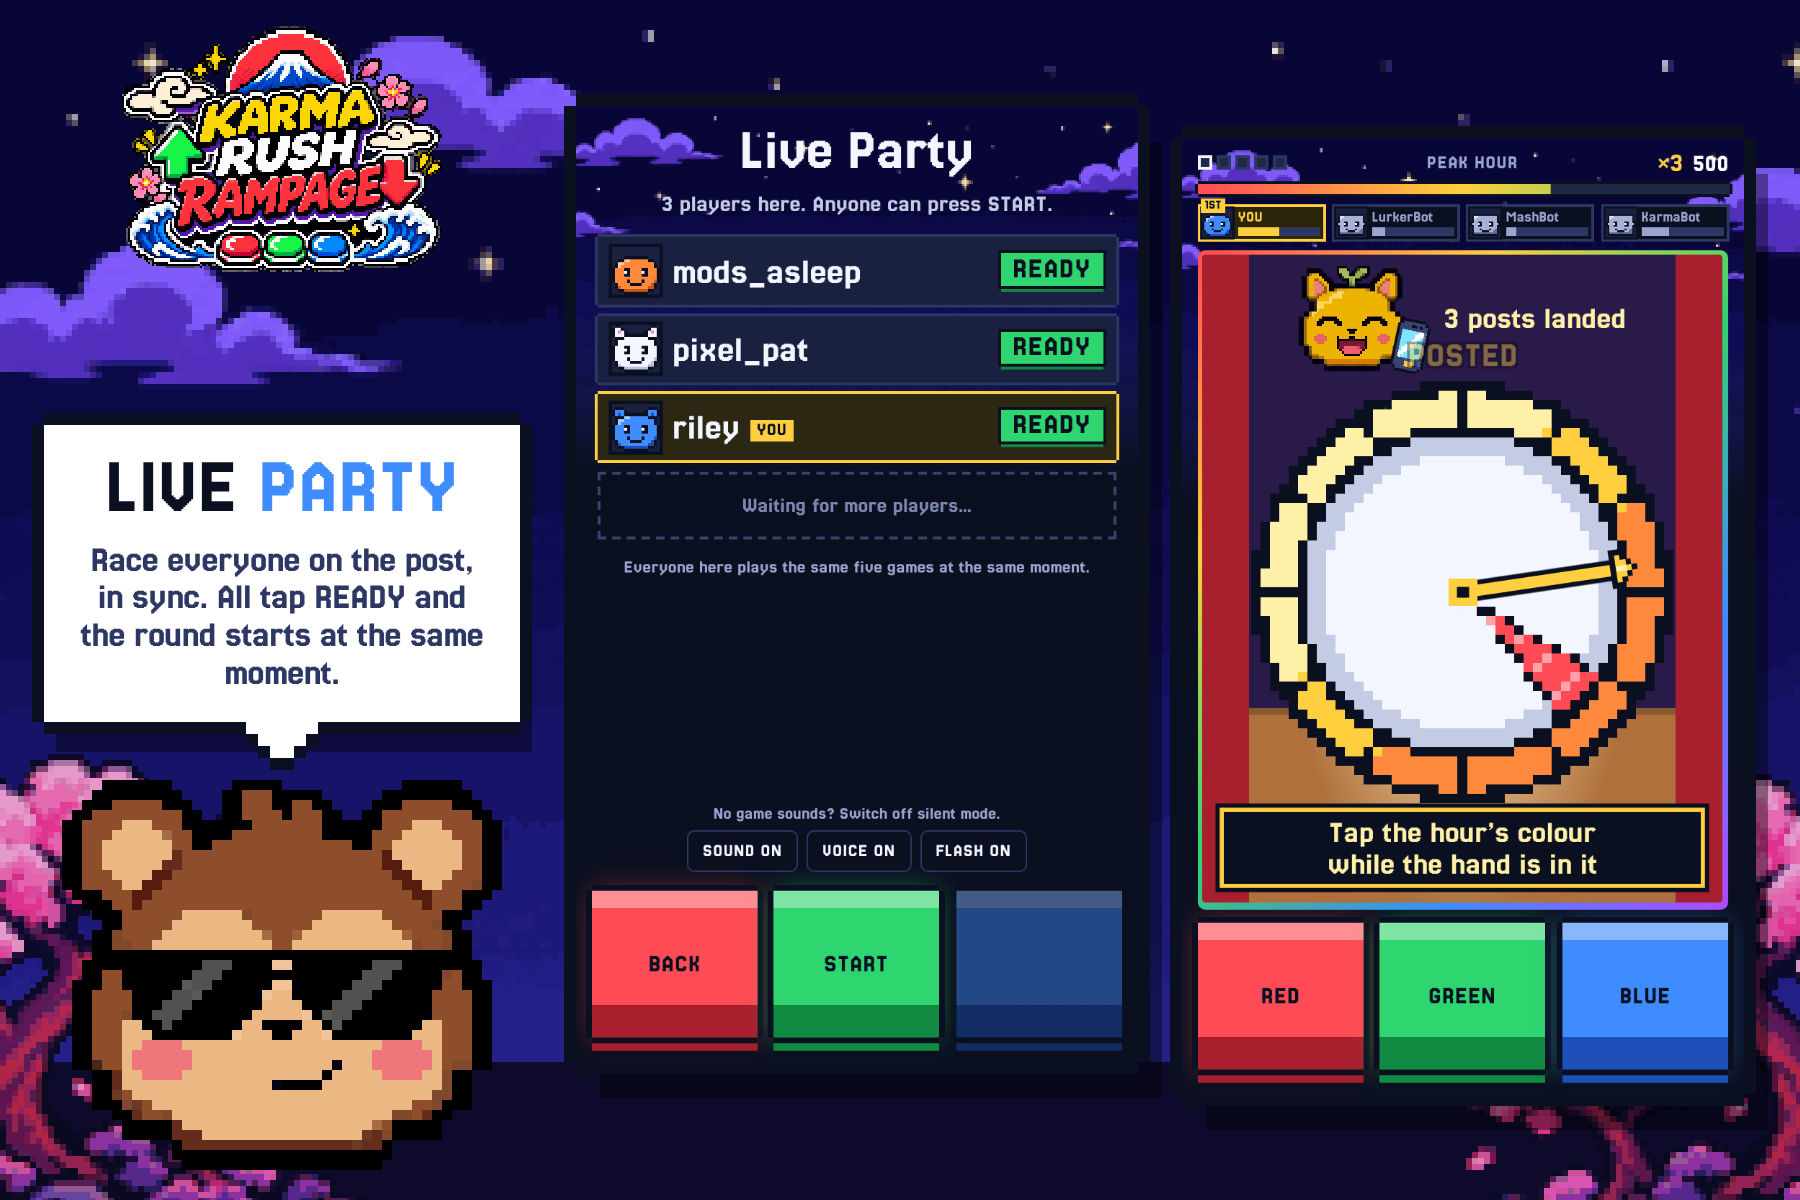 KARMA
RUSH
RAMPAGE
LIVE PARTY
Race everyone on the post,
in sync. All tap READY and
the round starts at the same
moment.
Live Party
3 players here. Anyone can press START.
mods_asleep
READY
pixel_pat
READY
riley
YOU
READY
Waiting for more players...
Everyone here plays the same five games at the same moment.
No game sounds? Switch off silent mode.
SOUND ON
VOICE ON
FLASH ON
BACK
START
PEAK HOUR
×3 500
1ST
YOU
LurkerBot
MashBot
KarmaBot
3 posts landed
POSTED
Tap the hour's colour
while the hand is in it
RED
GREEN
BLUE